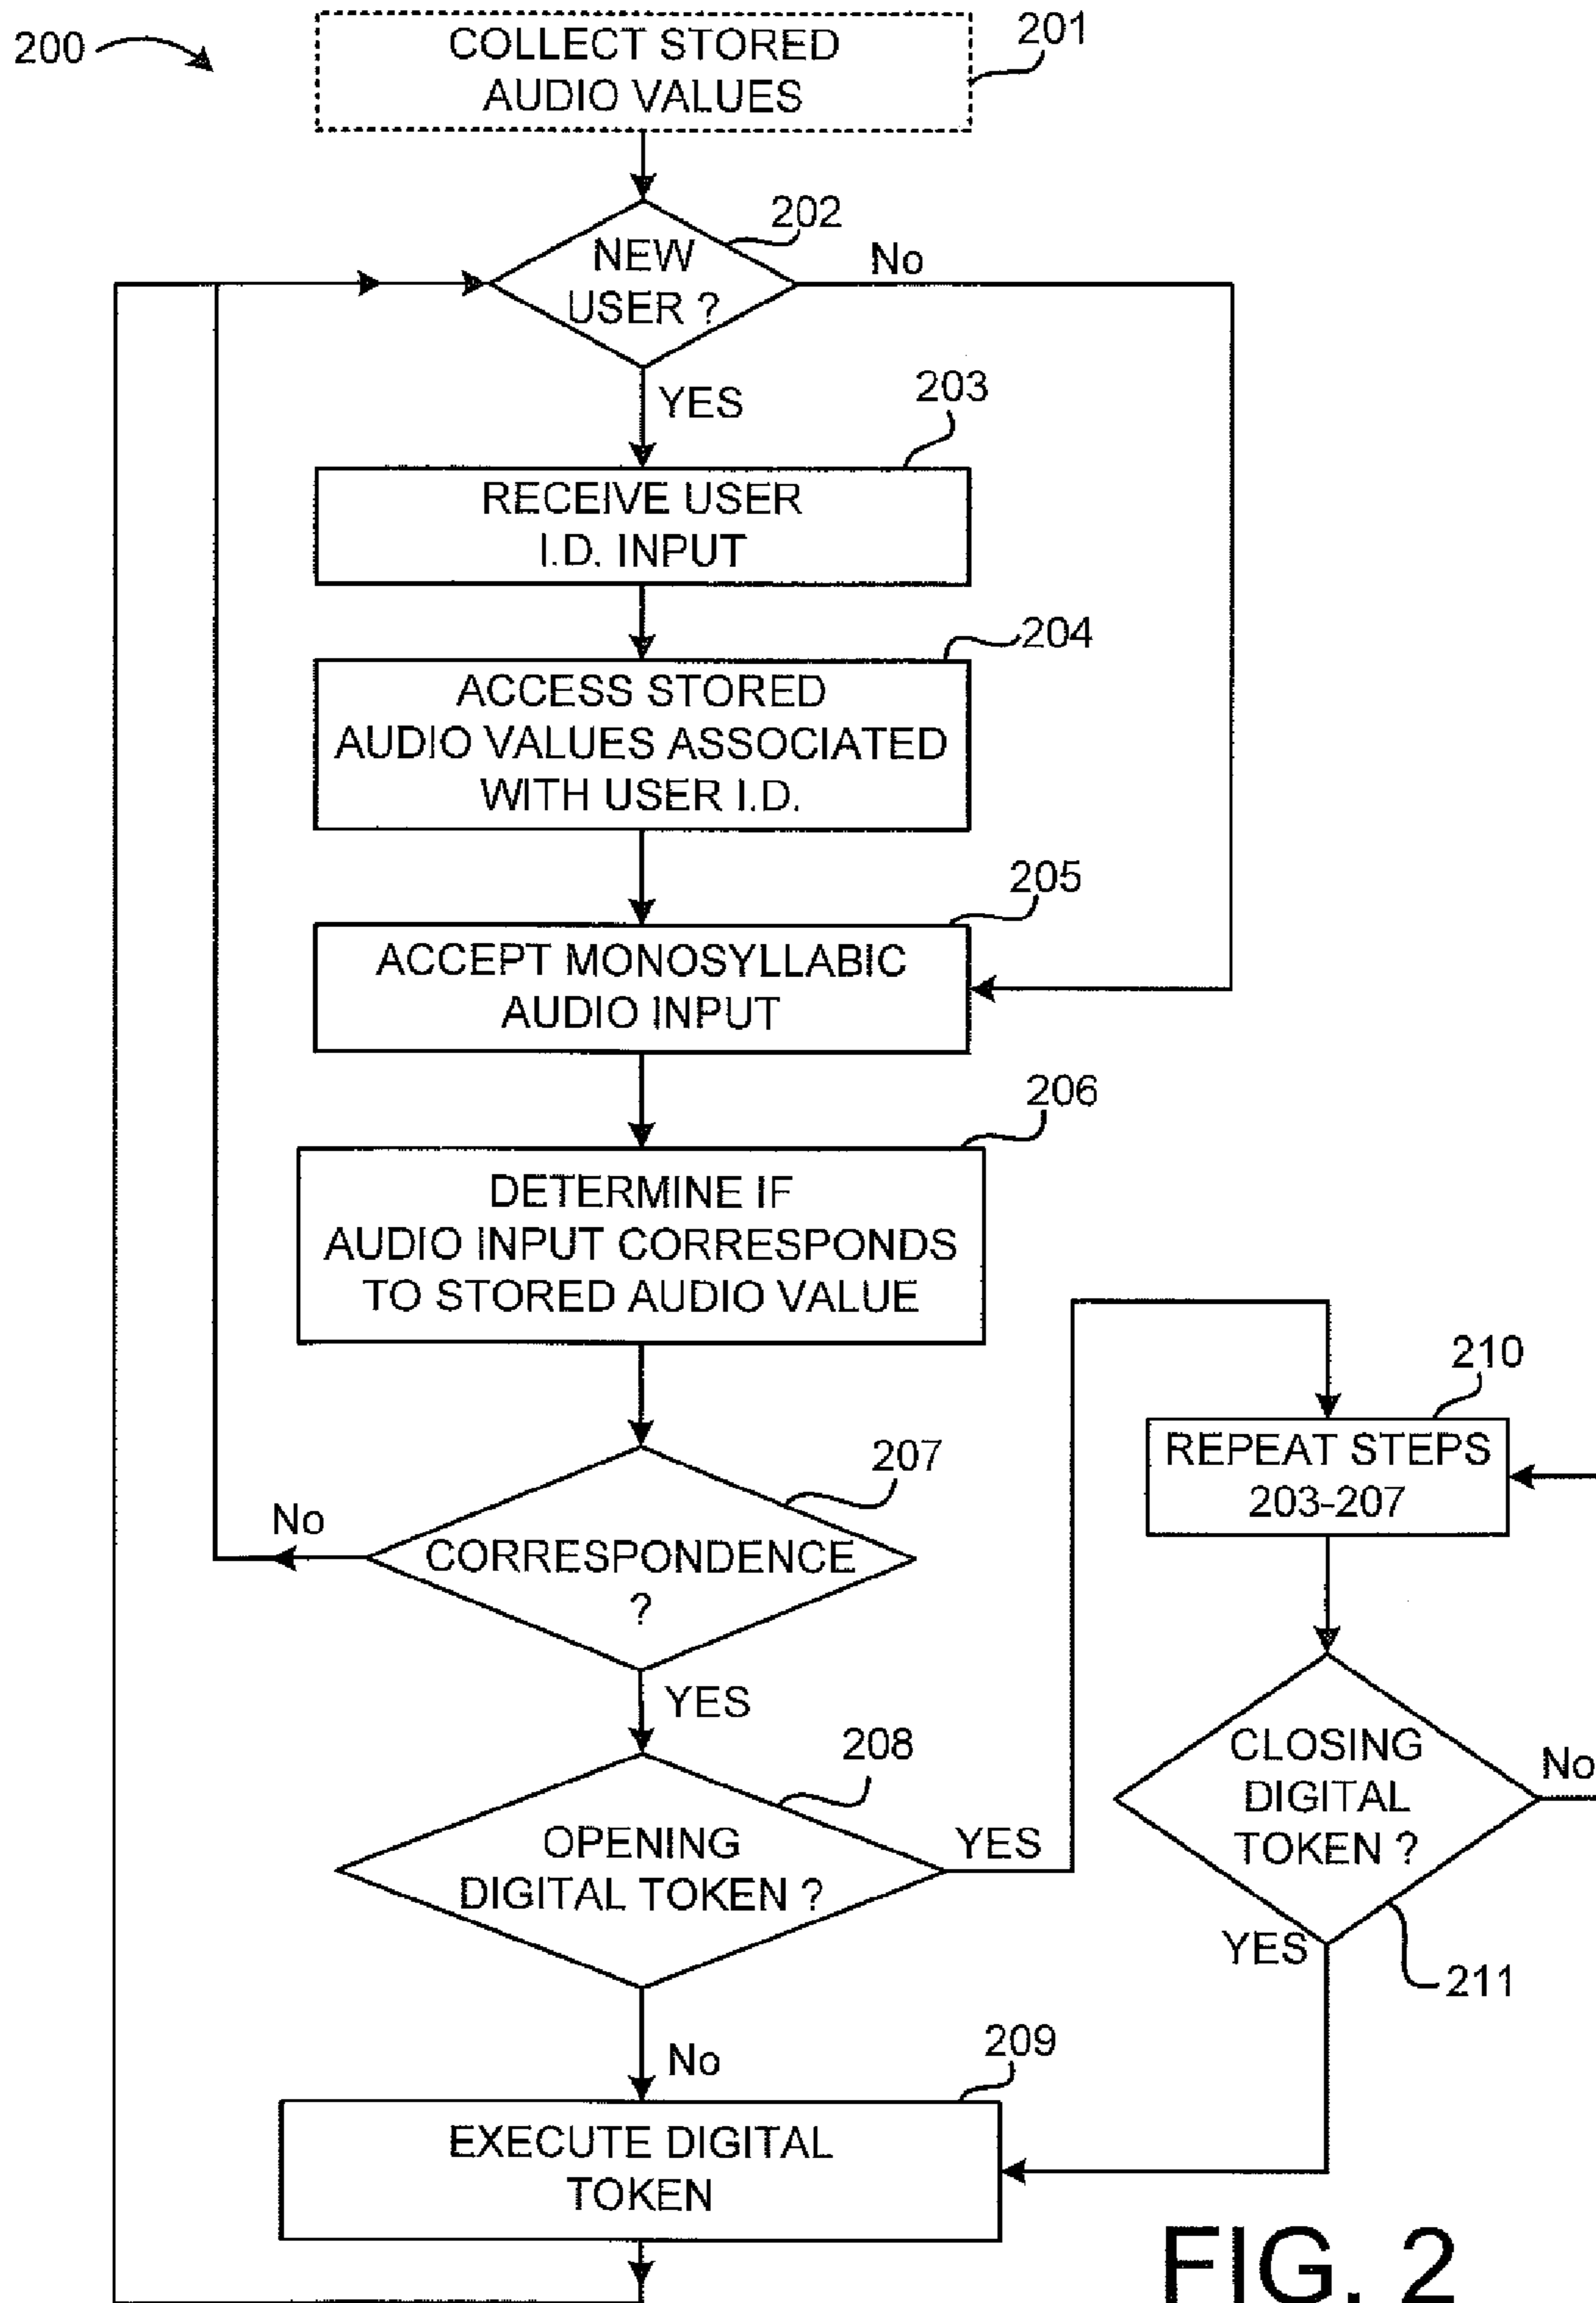 200
COLLECT STORED
AUDIO VALUES
201
NEW
USER ?
202
No
YES
203
RECEIVE USER
I.D. INPUT
204
ACCESS STORED
AUDIO VALUES ASSOCIATED
WITH USER I.D.
205
ACCEPT MONOSYLLABIC
AUDIO INPUT
206
DETERMINE IF
AUDIO INPUT CORRESPONDS
TO STORED AUDIO VALUE
207
No
CORRESPONDENCE
?
YES
208
OPENING
DIGITAL TOKEN ?
YES
No
209
EXECUTE DIGITAL
TOKEN
210
REPEAT STEPS
203-207
CLOSING
DIGITAL
TOKEN ?
No
YES
211
FIG. 2